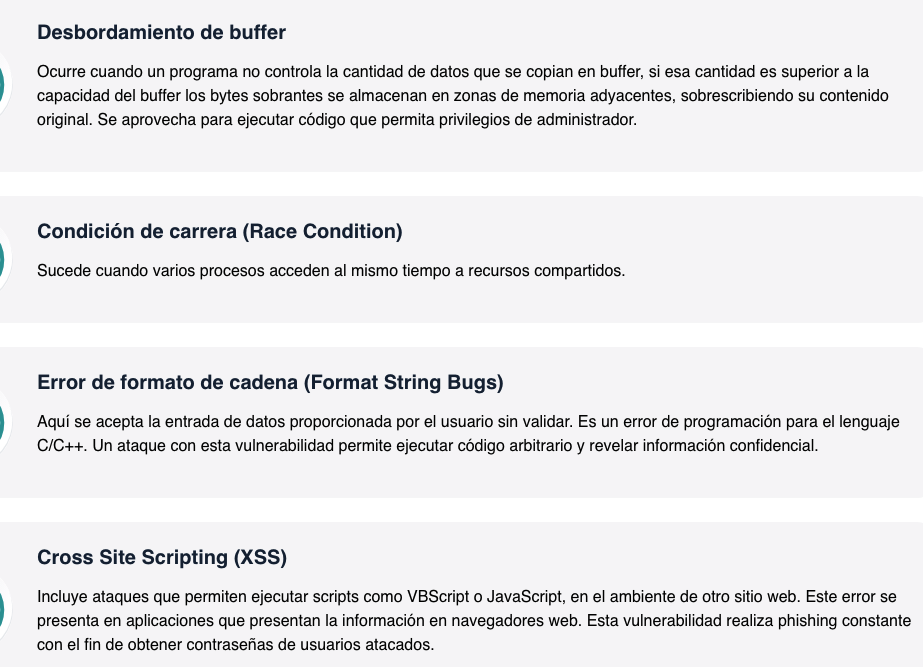 Desbordamiento de buffer
Ocurre cuando un programa no controla la cantidad de datos que se copian en buffer, si esa cantidad es superior a la
capacidad del buffer los bytes sobrantes se almacenan en zonas de memoria adyacentes, sobrescribiendo su contenido
original. Se aprovecha para ejecutar código que permita privilegios de administrador.
Condición de carrera (Race Condition)
Sucede cuando varios procesos acceden al mismo tiempo a recursos compartidos.
Error de formato de cadena (Format String Bugs)
Aquí se acepta la entrada de datos proporcionada por el usuario sin validar. Es un error de programación para el lenguaje
C/C++. Un ataque con esta vulnerabilidad permite ejecutar código arbitrario y revelar información confidencial.
Cross Site Scripting (XSS)
Incluye ataques que permiten ejecutar scripts como VBScript o JavaScript, en el ambiente de otro sitio web. Este error se
presenta en aplicaciones que presentan la información en navegadores web. Esta vulnerabilidad realiza phishing constante
con el fin de obtener contraseñas de usuarios atacados.